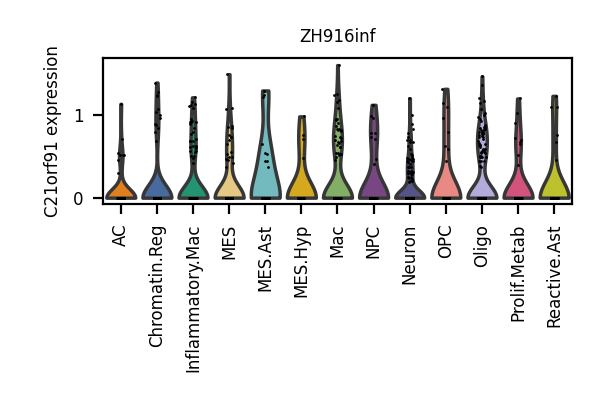 ZH916inf
C21orf91 expression
1
0
AC
Chromatin.Reg
Inflammatory.Mac
MES
MES.Ast
MES.Hyp
Mac
NPC
Neuron
OPC
Oligo
Prolif.Metab
Reactive.Ast